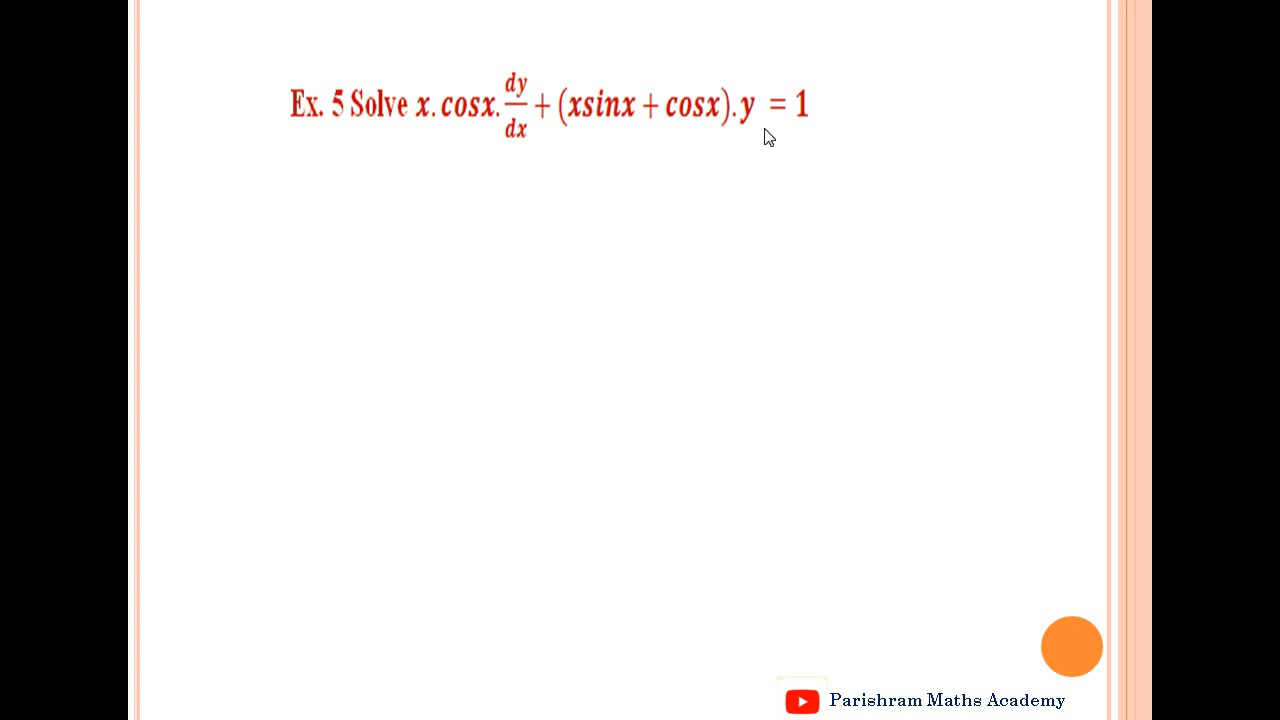 Ex. 5 Solve x.cosx.dy/dx + (xsinx + cosx).y = 1
Parishram Maths Academy